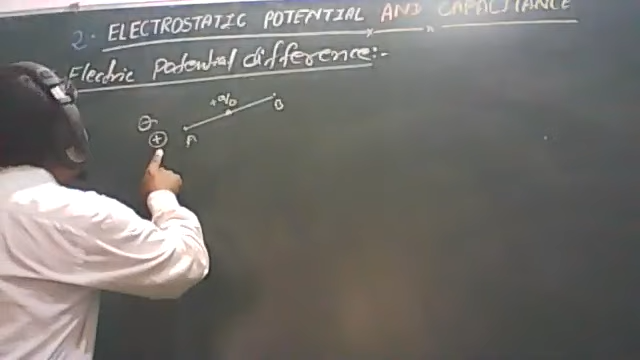 2. ELECTROSTATIC POTENTIAL AND CAPACITANCE
Electric Potential difference:-
+q0
B
A
+